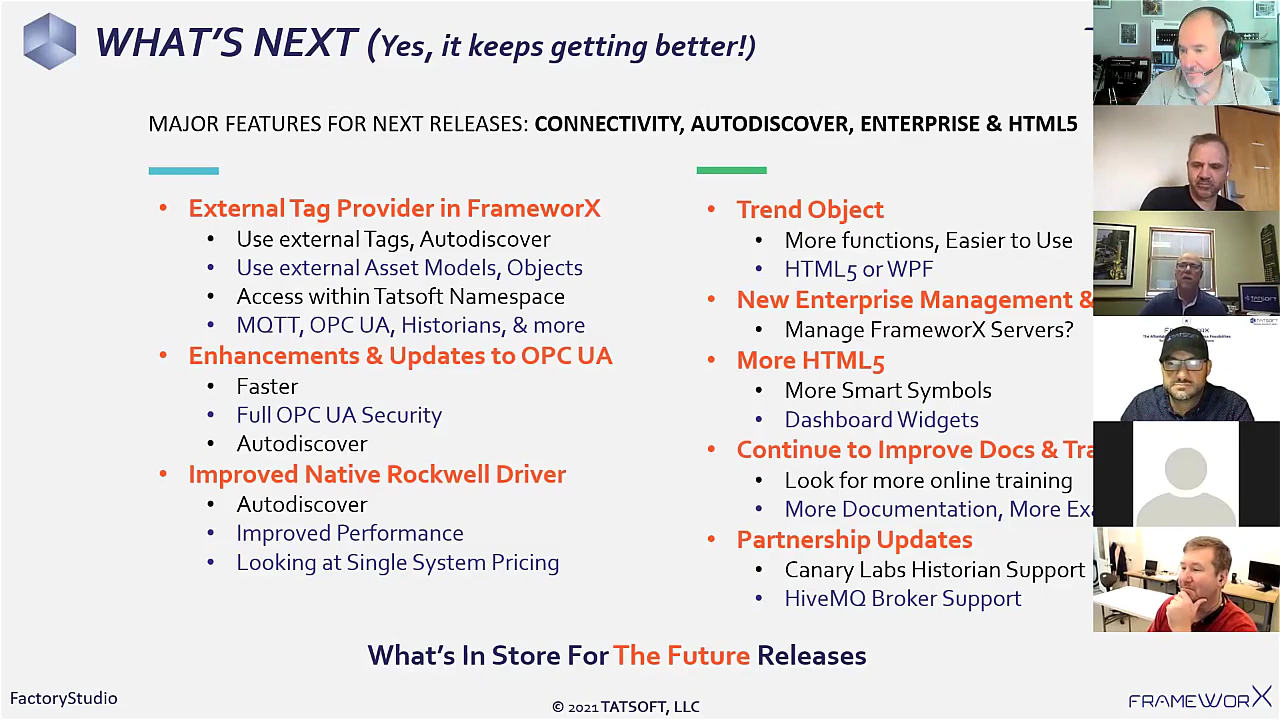 WHAT'S NEXT (Yes, it keeps getting better!)
MAJOR FEATURES FOR NEXT RELEASES: CONNECTIVITY, AUTODISCOVER, ENTERPRISE & HTML5
• External Tag Provider in FrameworX
• Use external Tags, Autodiscover
• Use external Asset Models, Objects
• Access within Tatsoft Namespace
• MQTT, OPC UA, Historians, & more
• Enhancements & Updates to OPC UA
• Faster
• Full OPC UA Security
• Autodiscover
• Improved Native Rockwell Driver
• Autodiscover
• Improved Performance
• Looking at Single System Pricing
• Trend Object
• More functions, Easier to Use
• HTML5 or WPF
• New Enterprise Management &
• Manage FrameworX Servers?
• More HTML5
• More Smart Symbols
• Dashboard Widgets
• Continue to Improve Docs & Tra
• Look for more online training
• More Documentation, More Exa
• Partnership Updates
• Canary Labs Historian Support
• HiveMQ Broker Support
What's In Store For The Future Releases
FactoryStudio
© 2021 TATSOFT, LLC
FRAMEWORX
TATSOFT